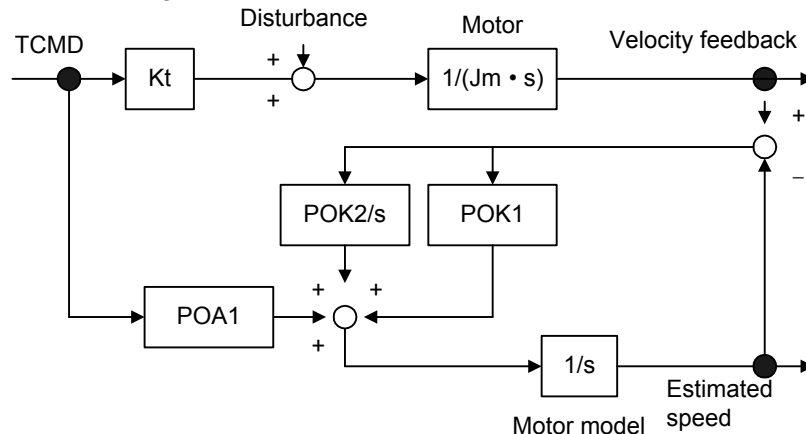 Disturbance
Motor
TCMD
Velocity feedback
+
Kt
1/(Jm • s)
+
+
–
POK2/s
POK1
+ +
POA1
+
1/s
Estimated
speed
Motor model